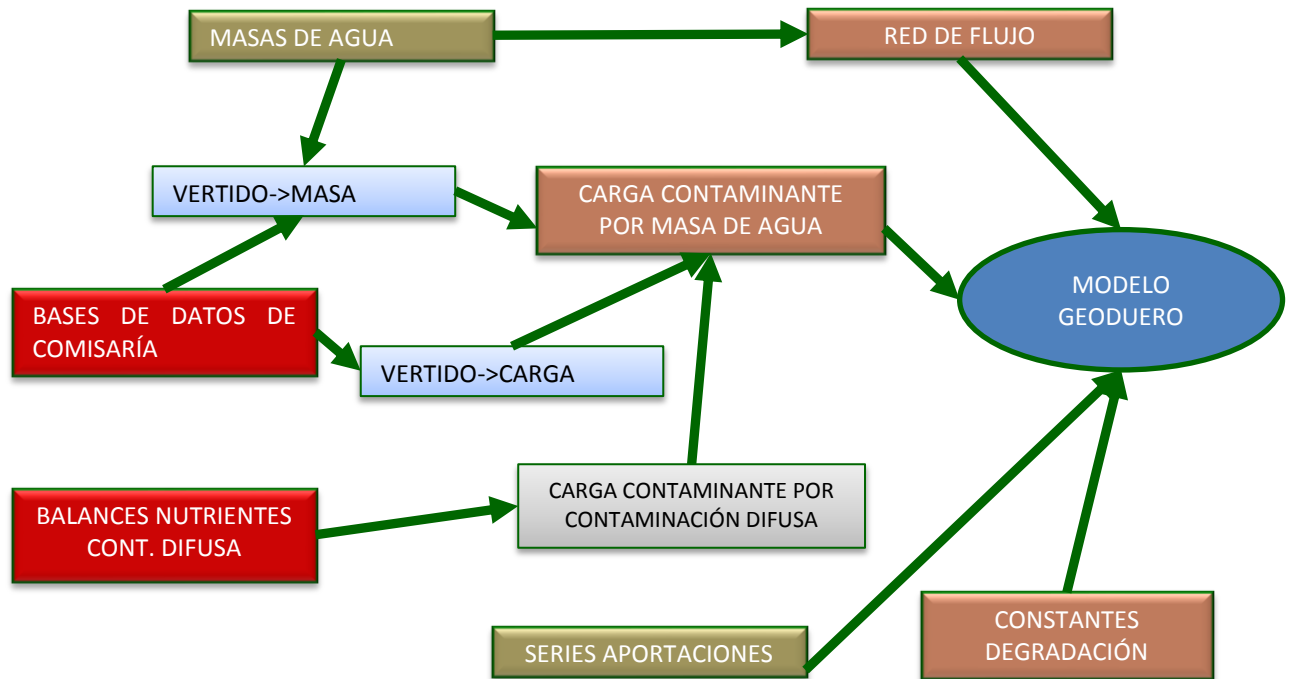 MASAS DE AGUA
RED DE FLUJO
VERTIDO->MASA
CARGA CONTAMINANTE
POR MASA DE AGUA
BASES DE DATOS DE
COMISARÍA
MODELO
GEODUERO
VERTIDO->CARGA
BALANCES NUTRIENTES
CONT. DIFUSA
CARGA CONTAMINANTE POR
CONTAMINACIÓN DIFUSA
SERIES APORTACIONES
CONSTANTES
DEGRADACIÓN